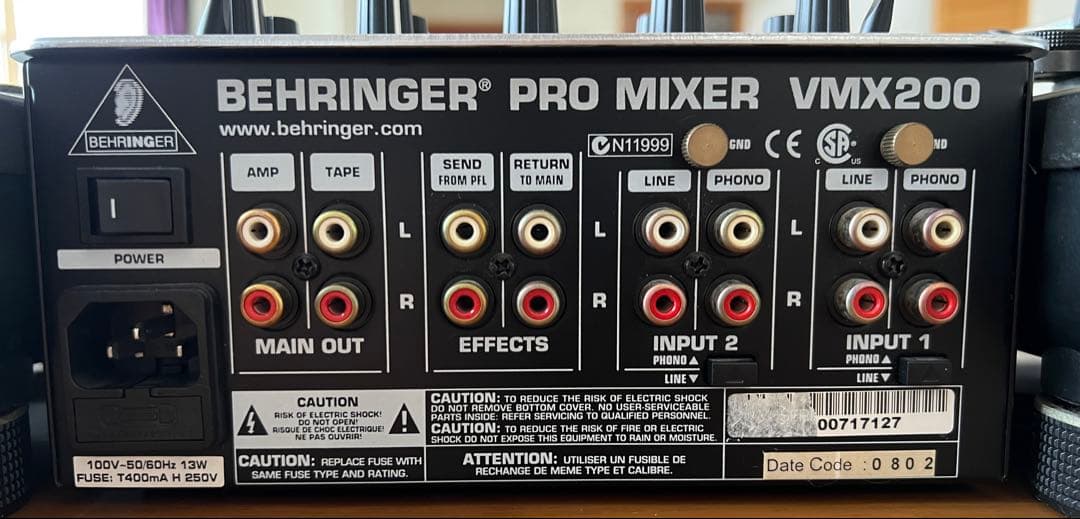 BEHRINGER® PRO MIXER VMX200
BEHRINGER
www.behringer.com
N11999
GND
CE
SA
C US
ND
AMP
TAPE
SEND
FROM PFL
RETURN
TO MAIN
LINE
PHONO
LINE
PHONO
POWER
L
L
L
R
R
R
MAIN OUT
EFFECTS
INPUT 2
INPUT 1
PHONO ▲
LINE ▼
PHONO ▲
LINE ▼
CAUTION
RISK OF ELECTRIC SHOCK!
DO NOT OPEN!
RISQUE DE CHOC ELECTRIQUE!
NE PAS OUVRIR!
CAUTION: TO REDUCE THE RISK OF ELECTRIC SHOCK
DO NOT REMOVE BOTTOM COVER. NO USER-SERVICEABLE
PARTS INSIDE: REFER SERVICING TO QUALIFIED PERSONNEL.
CAUTION: TO REDUCE THE RISK OF FIRE OR ELECTRIC
SHOCK DO NOT EXPOSE THIS EQUIPMENT TO RAIN OR MOISTURE.
00717127
100V~50/60Hz 13W
FUSE: T400mA H 250V
CAUTION: REPLACE FUSE WITH
SAME FUSE TYPE AND RATING.
ATTENTION: UTILISER UN FUSIBLE DE
RECHANGE DE MEME TYPE ET CALIBRE.
Date Code : 0802